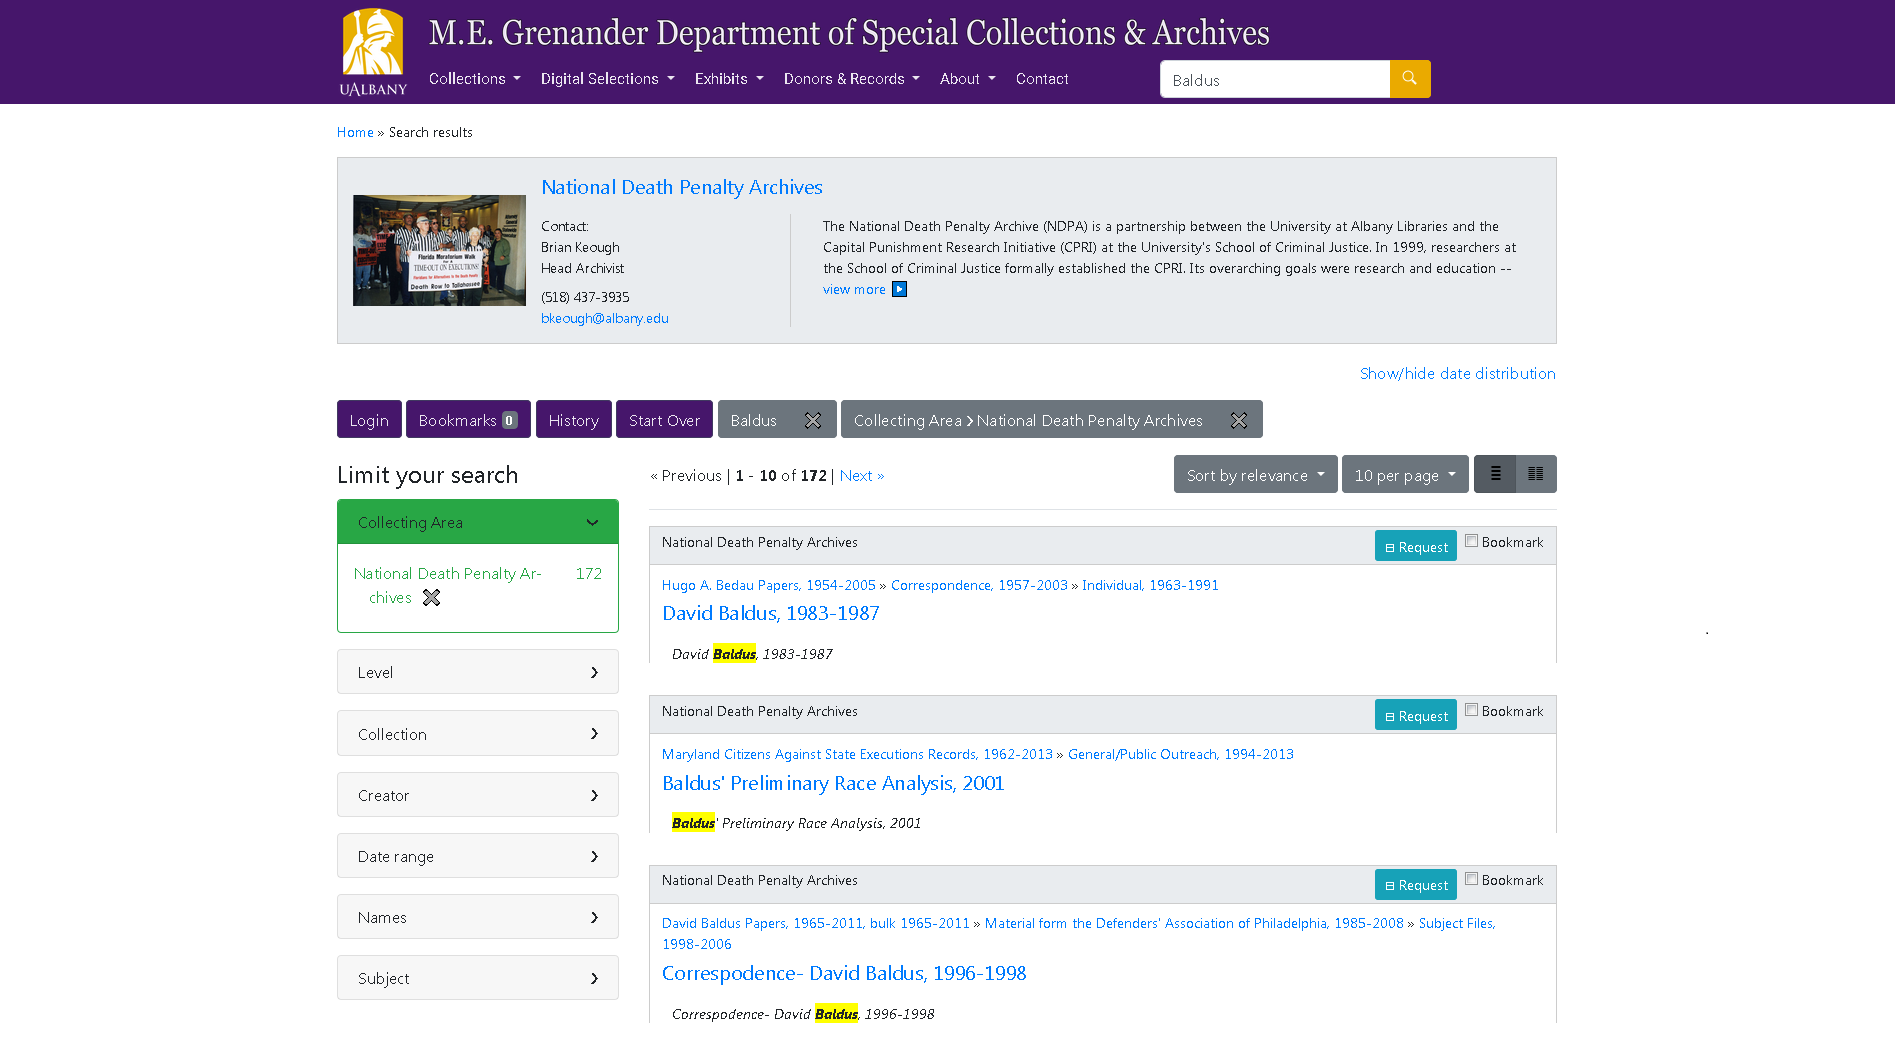 M.E. Grenander Department of Special Collections & Archives
UALBANY
Collections
Digital Selections
Exhibits
Donors & Records
About
Contact
Baldus
Home » Search results
National Death Penalty Archives
Contact:
Brian Keough
Head Archivist
(518) 437-3935
bkeough@albany.edu
The National Death Penalty Archive (NDPA) is a partnership between the University at Albany Libraries and the
Capital Punishment Research Initiative (CPRI) at the University's School of Criminal Justice. In 1999, researchers at
the School of Criminal Justice formally established the CPRI. Its overarching goals were research and education --
view more
Florida Moratorium Walk
TIME-OUT ON EXECUTIONS!
Death Row to Tallahassee
Show/hide date distribution
Login
Bookmarks 0
History
Start Over
Baldus
Collecting Area > National Death Penalty Archives
Limit your search
Collecting Area
National Death Penalty Ar-
chives
172
Level
Collection
Creator
Date range
Names
Subject
« Previous | 1 - 10 of 172 | Next »
Sort by relevance
10 per page
National Death Penalty Archives
Request
Bookmark
Hugo A. Bedau Papers, 1954-2005 » Correspondence, 1957-2003 » Individual, 1963-1991
David Baldus, 1983-1987
David Baldus, 1983-1987
National Death Penalty Archives
Request
Bookmark
Maryland Citizens Against State Executions Records, 1962-2013 » General/Public Outreach, 1994-2013
Baldus' Preliminary Race Analysis, 2001
Baldus' Preliminary Race Analysis, 2001
National Death Penalty Archives
Request
Bookmark
David Baldus Papers, 1965-2011, bulk 1965-2011 » Material form the Defenders' Association of Philadelphia, 1985-2008 » Subject Files,
1998-2006
Correspodence- David Baldus, 1996-1998
Correspodence- David Baldus, 1996-1998